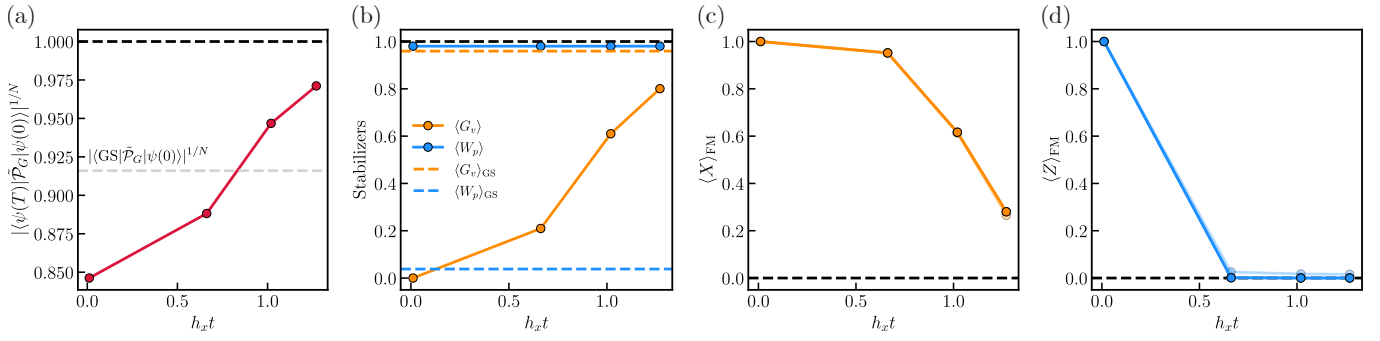 (a)
1.000
0.975
0.950
0.925
0.900
0.875
0.850
|⟨ψ(T)|P̃_G|ψ(0)⟩|^{1/N}
|⟨GS|P̃_G|ψ(0)⟩|^{1/N}
0.0 0.5 1.0
h_x t
(b)
1.0
0.8
0.6
0.4
0.2
0.0
Stabilizers
⟨G_v⟩
⟨W_p⟩
⟨G_v⟩_GS
⟨W_p⟩_GS
0.0 0.5 1.0
h_x t
(c)
1.0
0.8
0.6
0.4
0.2
0.0
⟨X⟩_FM
0.0 0.5 1.0
h_x t
(d)
1.0
0.8
0.6
0.4
0.2
0.0
⟨Z⟩_FM
0.0 0.5 1.0
h_x t